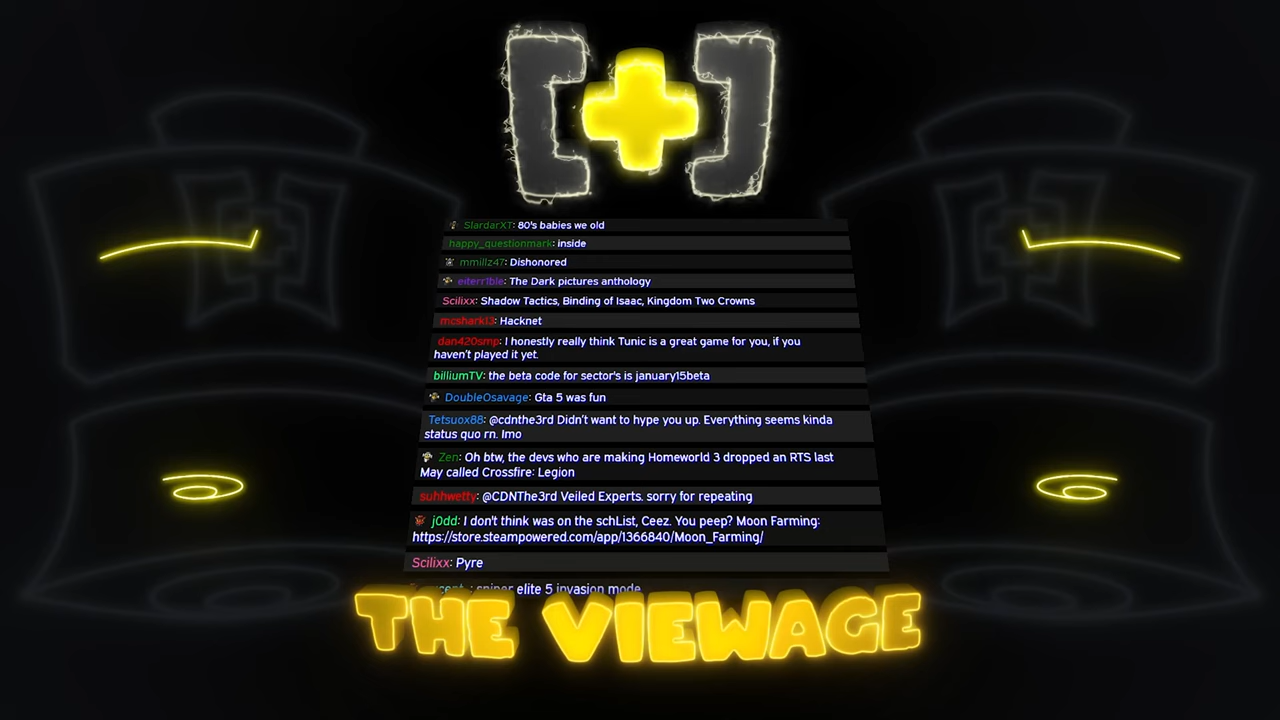 [+]
SlardarXT: 80's babies we old
happy_questionmark: inside
mmillz47: Dishonored
eiterr1ble: The Dark pictures anthology
Scilixx: Shadow Tactics, Binding of Isaac, Kingdom Two Crowns
mcshark13: Hacknet
dan420smp: I honestly really think Tunic is a great game for you, if you
haven't played it yet.
billiumTV: the beta code for sector's is january15beta
DoubleOsavage: Gta 5 was fun
Tetsuox88: @cdnthe3rd Didn't want to hype you up. Everything seems kinda
status quo rn. Imo
Zen: Oh btw, the devs who are making Homeworld 3 dropped an RTS last
May called Crossfire: Legion
suhhwetty: @CDNThe3rd Veiled Experts. sorry for repeating
j0dd: I don't think was on the schList, Ceez. You peep? Moon Farming:
https://store.steampowered.com/app/1366840/Moon_Farming/
Scilixx: Pyre
: sniper elite 5 invasion mode
THE VIEWAGE